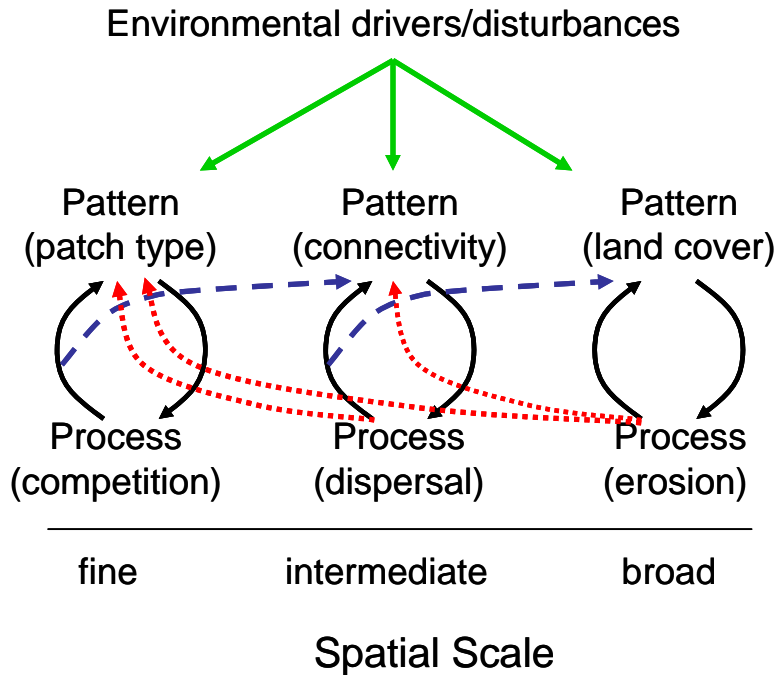 Environmental drivers/disturbances
Pattern
(patch type)
Pattern
(connectivity)
Pattern
(land cover)
Process
(competition)
Process
(dispersal)
Process
(erosion)
fine
intermediate
broad
Spatial Scale